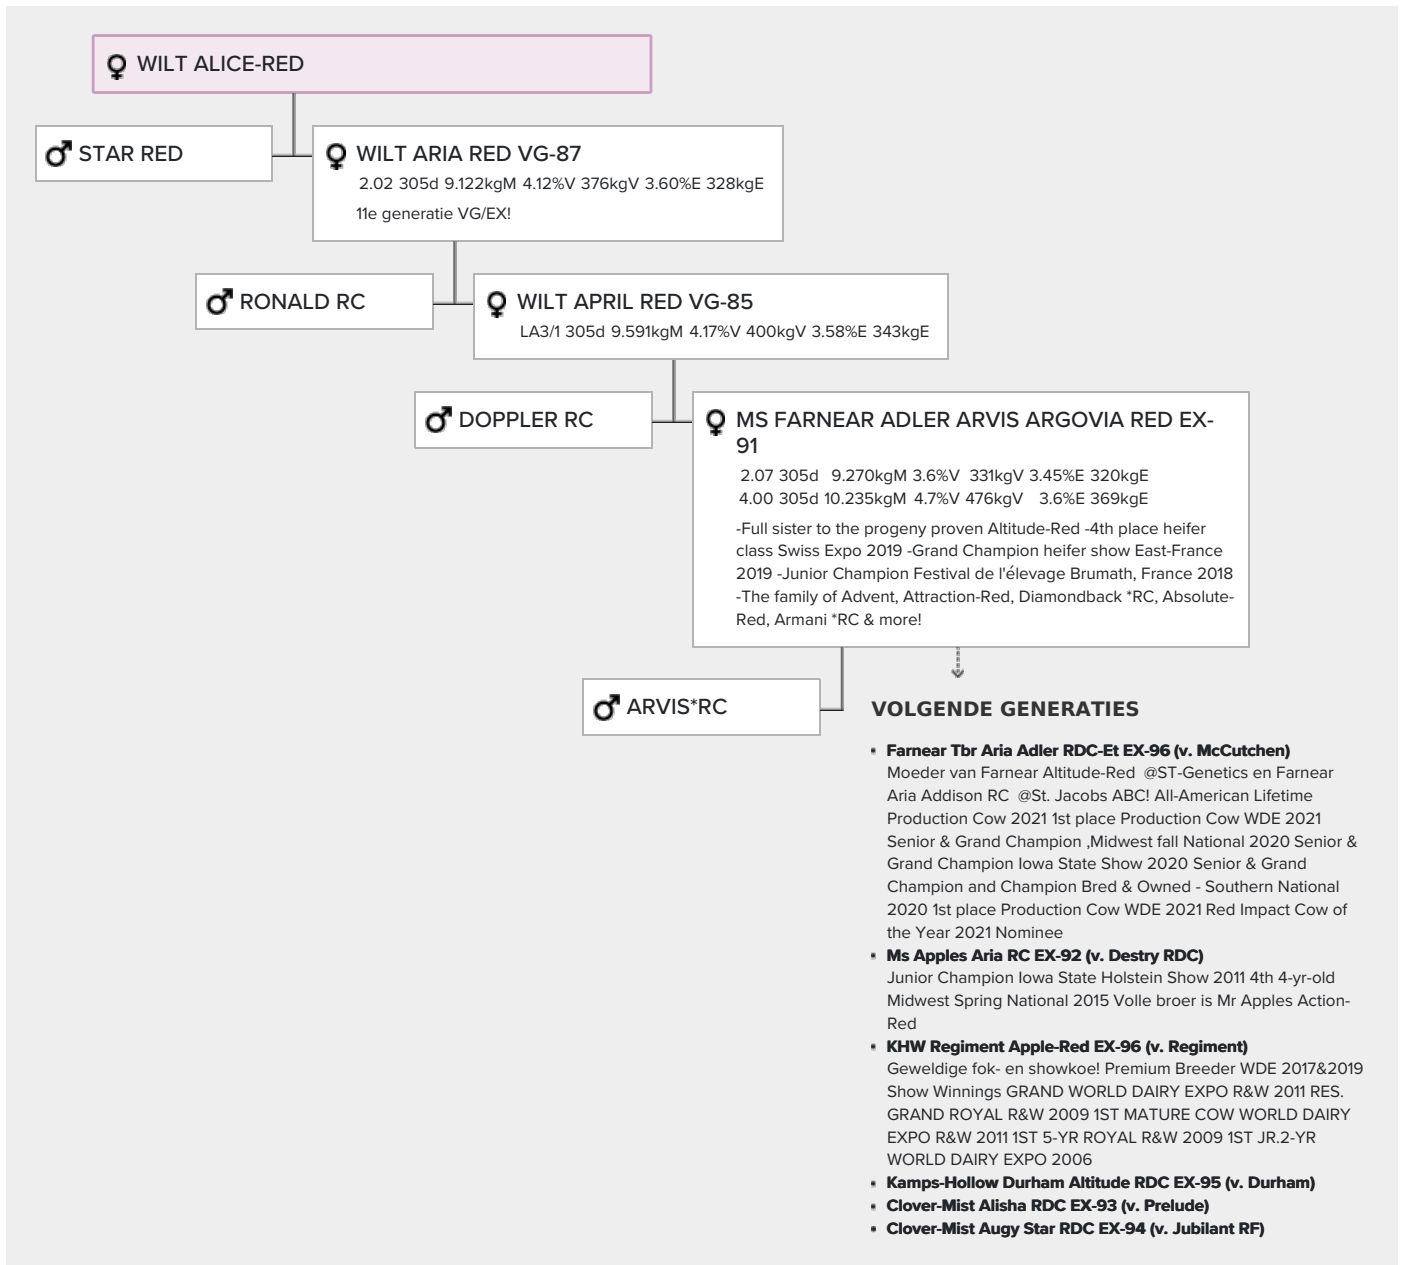 WILT ALICE-RED
STAR RED
WILT ARIA RED VG-87
2.02 305d 9.122kgM 4.12%V 376kgV 3.60%E 328kgE
11e generatie VG/EX!
RONALD RC
WILT APRIL RED VG-85
LA3/1 305d 9.591kgM 4.17%V 400kgV 3.58%E 343kgE
DOPPLER RC
MS FARNEAR ADLER ARVIS ARGOVIA RED EX-
91
2.07 305d 9.270kgM 3.6%V 331kgV 3.45%E 320kgE
4.00 305d 10.235kgM 4.7%V 476kgV 3.6%E 369kgE
-Full sister to the progeny proven Altitude-Red -4th place heifer
class Swiss Expo 2019 -Grand Champion heifer show East-France
2019 -Junior Champion Festival de l'élevage Brumath, France 2018
-The family of Advent, Attraction-Red, Diamondback *RC, Absolute-
Red, Armani *RC & more!
ARVIS*RC
VOLGENDE GENERATIES
Farnear Tbr Aria Adler RDC-Et EX-96 (v. McCutchen)
Moeder van Farnear Altitude-Red @ST-Genetics en Farnear
Aria Addison RC @St. Jacobs ABC! All-American Lifetime
Production Cow 2021 1st place Production Cow WDE 2021
Senior & Grand Champion ,Midwest fall National 2020 Senior &
Grand Champion Iowa State Show 2020 Senior & Grand
Champion and Champion Bred & Owned - Southern National
2020 1st place Production Cow WDE 2021 Red Impact Cow of
the Year 2021 Nominee
Ms Apples Aria RC EX-92 (v. Destry RDC)
Junior Champion Iowa State Holstein Show 2011 4th 4-yr-old
Midwest Spring National 2015 Volle broer is Mr Apples Action-
Red
KHW Regiment Apple-Red EX-96 (v. Regiment)
Geweldige fok- en showkoe! Premium Breeder WDE 2017&2019
Show Winnings GRAND WORLD DAIRY EXPO R&W 2011 RES.
GRAND ROYAL R&W 2009 1ST MATURE COW WORLD DAIRY
EXPO R&W 2011 1ST 5-YR ROYAL R&W 2009 1ST JR.2-YR
WORLD DAIRY EXPO 2006
Kamps-Hollow Durham Altitude RDC EX-95 (v. Durham)
Clover-Mist Alisha RDC EX-93 (v. Prelude)
Clover-Mist Augy Star RDC EX-94 (v. Jubilant RF)